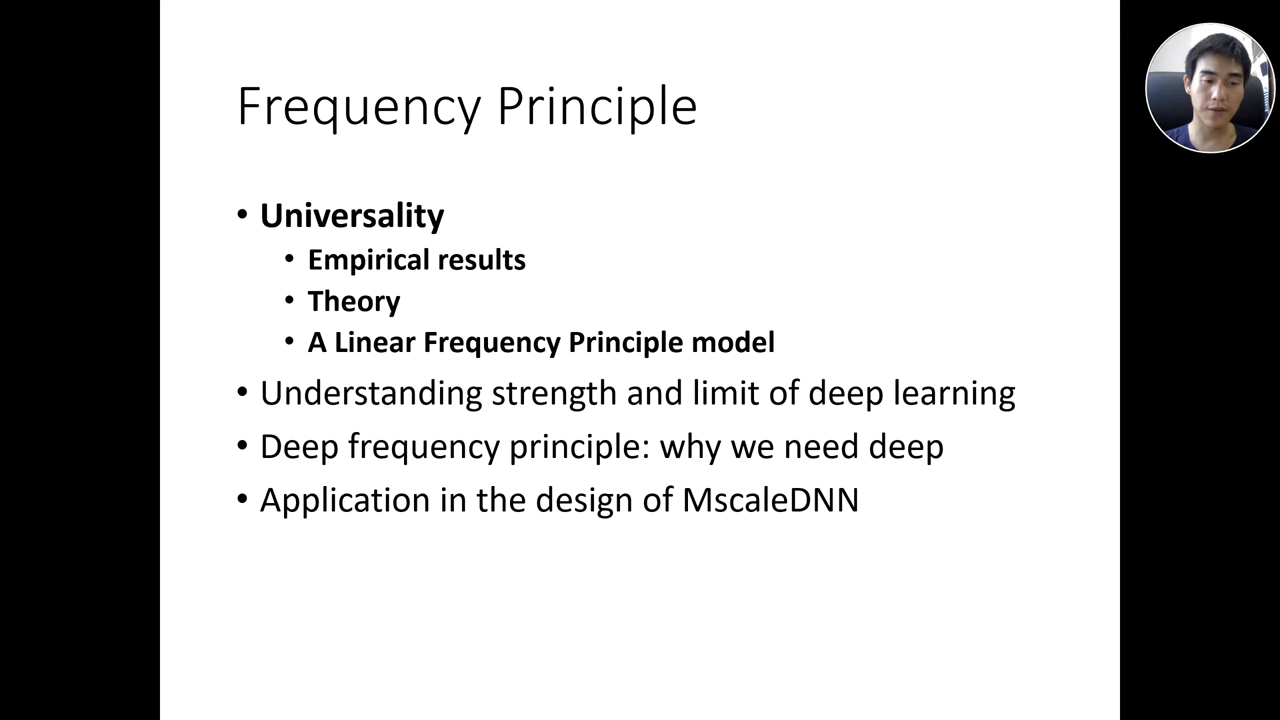 Frequency Principle
• Universality
• Empirical results
• Theory
• A Linear Frequency Principle model
• Understanding strength and limit of deep learning
• Deep frequency principle: why we need deep
• Application in the design of MscaleDNN